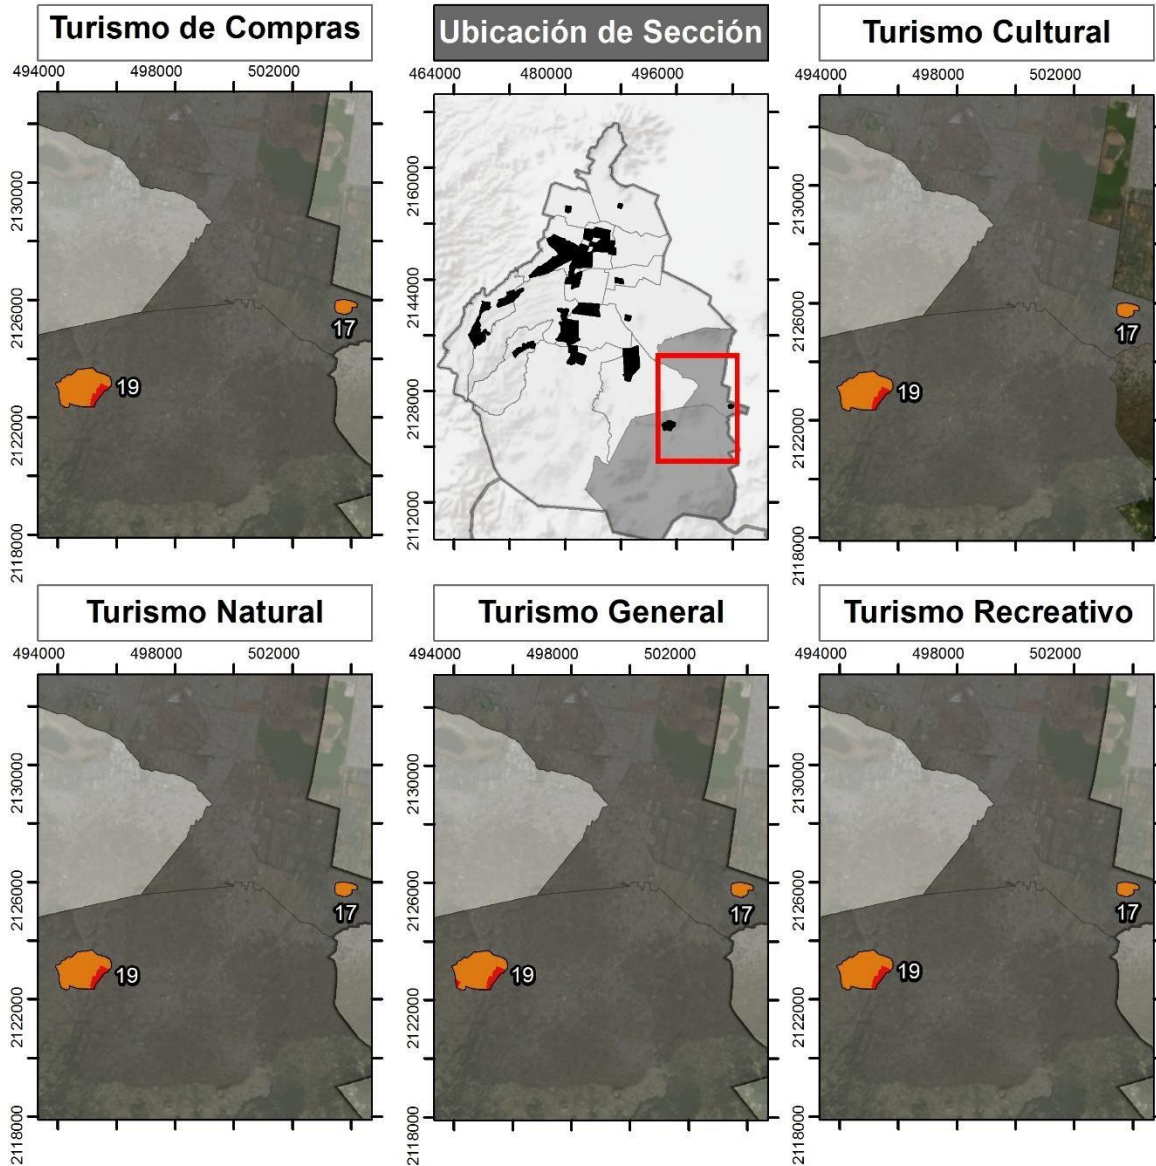 Turismo de Compras
494000 498000 502000
2130000
2126000
2122000
2118000
17
19
Ubicación de Sección
464000 480000 496000
2160000
2144000
2128000
2112000
Turismo Cultural
494000 498000 502000
2130000
2126000
2122000
2118000
17
19
Turismo Natural
494000 498000 502000
2130000
2126000
2122000
2118000
17
19
Turismo General
494000 498000 502000
2130000
2126000
2122000
2118000
17
19
Turismo Recreativo
494000 498000 502000
2130000
2126000
2122000
2118000
17
19